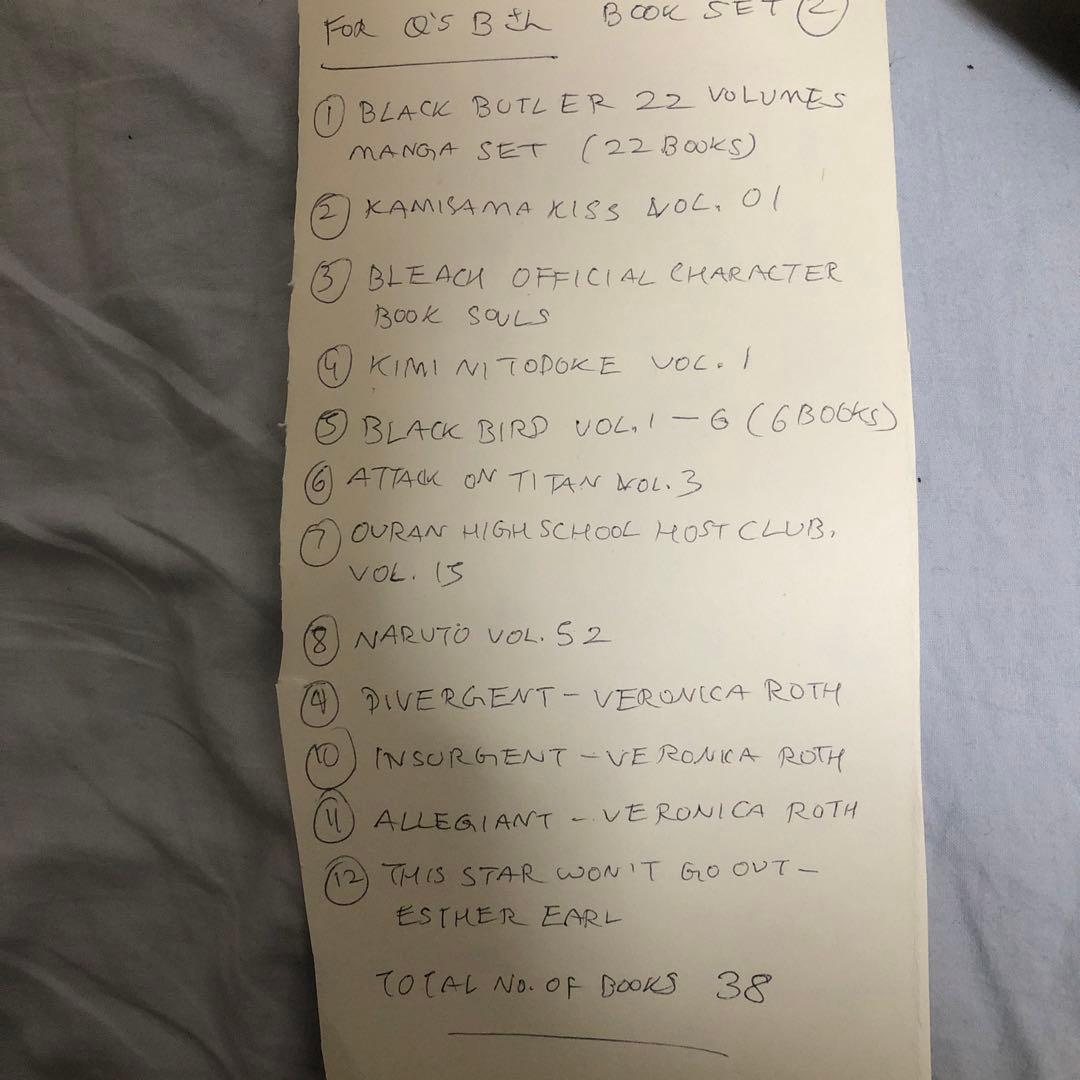 FOR Q'S Bth BOOK SET 2
1 BLACK BUTLER 22 VOLUMES
MANGA SET (22 BOOKS)
2 KAMISAMA KISS VOL. 01
3 BLEACH OFFICIAL CHARACTER
BOOK SOULS
4 KIMI NI TODOKE VOL. 1
5 BLACK BIRD VOL. 1 - 6 (6 BOOKS)
6 ATTACK ON TITAN VOL. 3
7 OURAN HIGH SCHOOL HOST CLUB,
VOL. 15
8 NARUTO VOL. 52
9 DIVERGENT - VERONICA ROTH
10 INSURGENT - VERONICA ROTH
11 ALLEGIANT - VERONICA ROTH
12 THIS STAR WON'T GO OUT -
ESTHER EARL
TOTAL NO. OF BOOKS 38